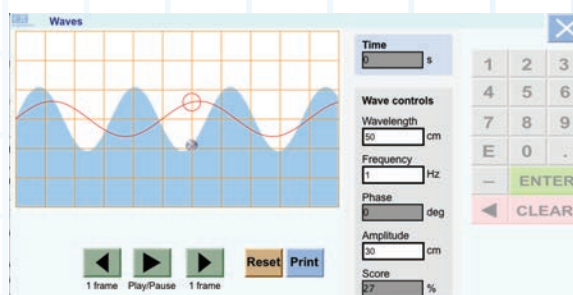 Waves
Time
0 s
Wave controls
Wavelength
50 cm
Frequency
1 Hz
Phase
0 deg
Amplitude
30 cm
Score
27 %
1 frame Play/Pause 1 frame
Reset Print
1 2 3
4 5 6
7 8 9
E 0 .
– ENTER
CLEAR